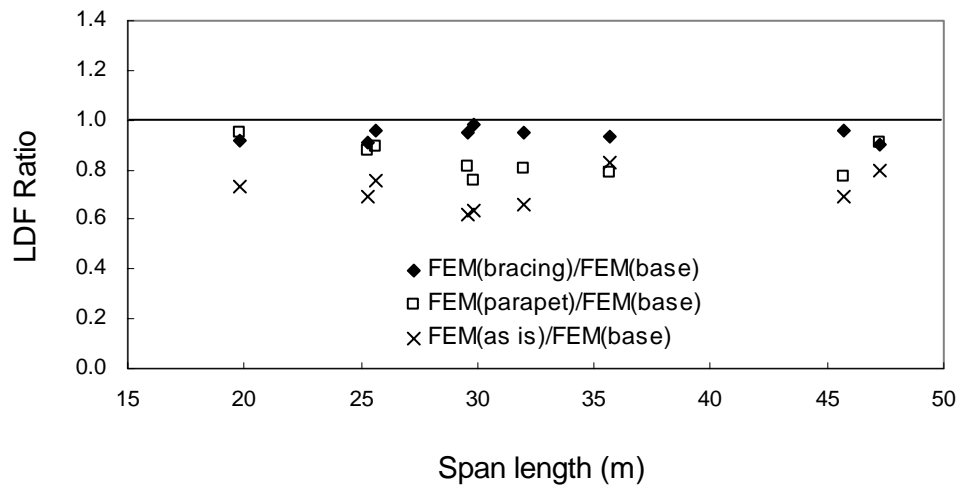 1.4
1.2
1.0
0.8
0.6
0.4
0.2
0.0
LDF Ratio
FEM(bracing)/FEM(base)
FEM(parapet)/FEM(base)
FEM(as is)/FEM(base)
15 20 25 30 35 40 45 50
Span length (m)